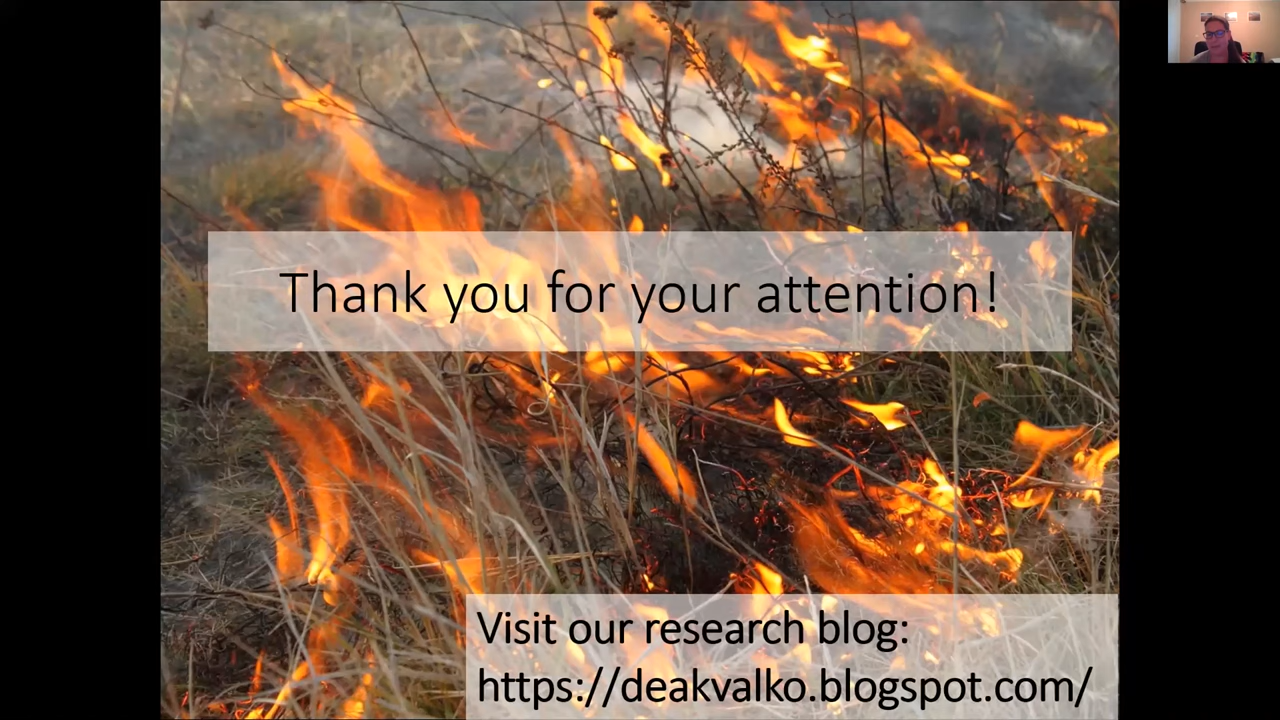 Thank you for your attention!
Visit our research blog:
https://deakvalko.blogspot.com/